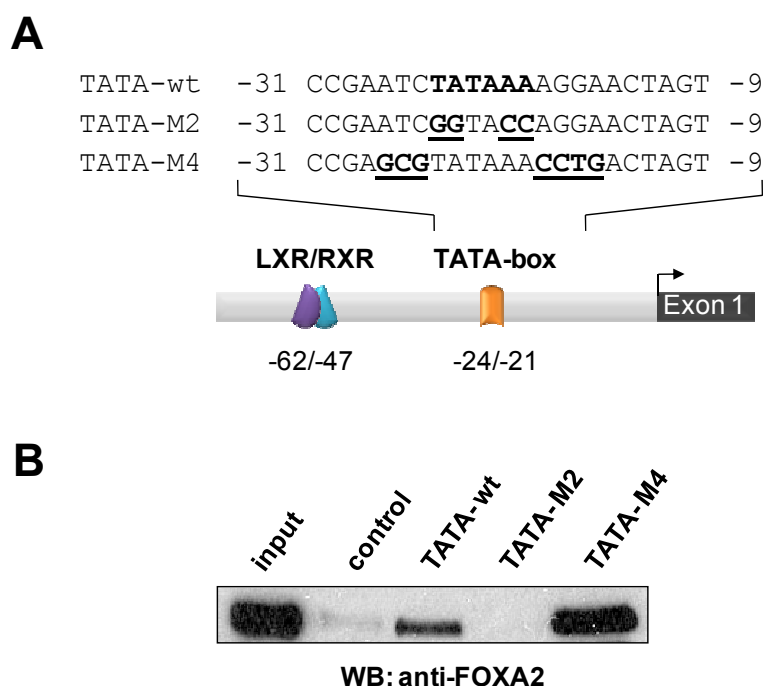 A
TATA-wt -31 CCGAATCTATAAAAGGAACTAGT -9
TATA-M2 -31 CCGAATCGGTACCAGGAACTAGT -9
TATA-M4 -31 CCGAGCGTATAAACCTGACTAGT -9
LXR/RXR TATA-box
Exon 1
-62/-47 -24/-21
B
input control TATA-wt TATA-M2 TATA-M4
WB: anti-FOXA2